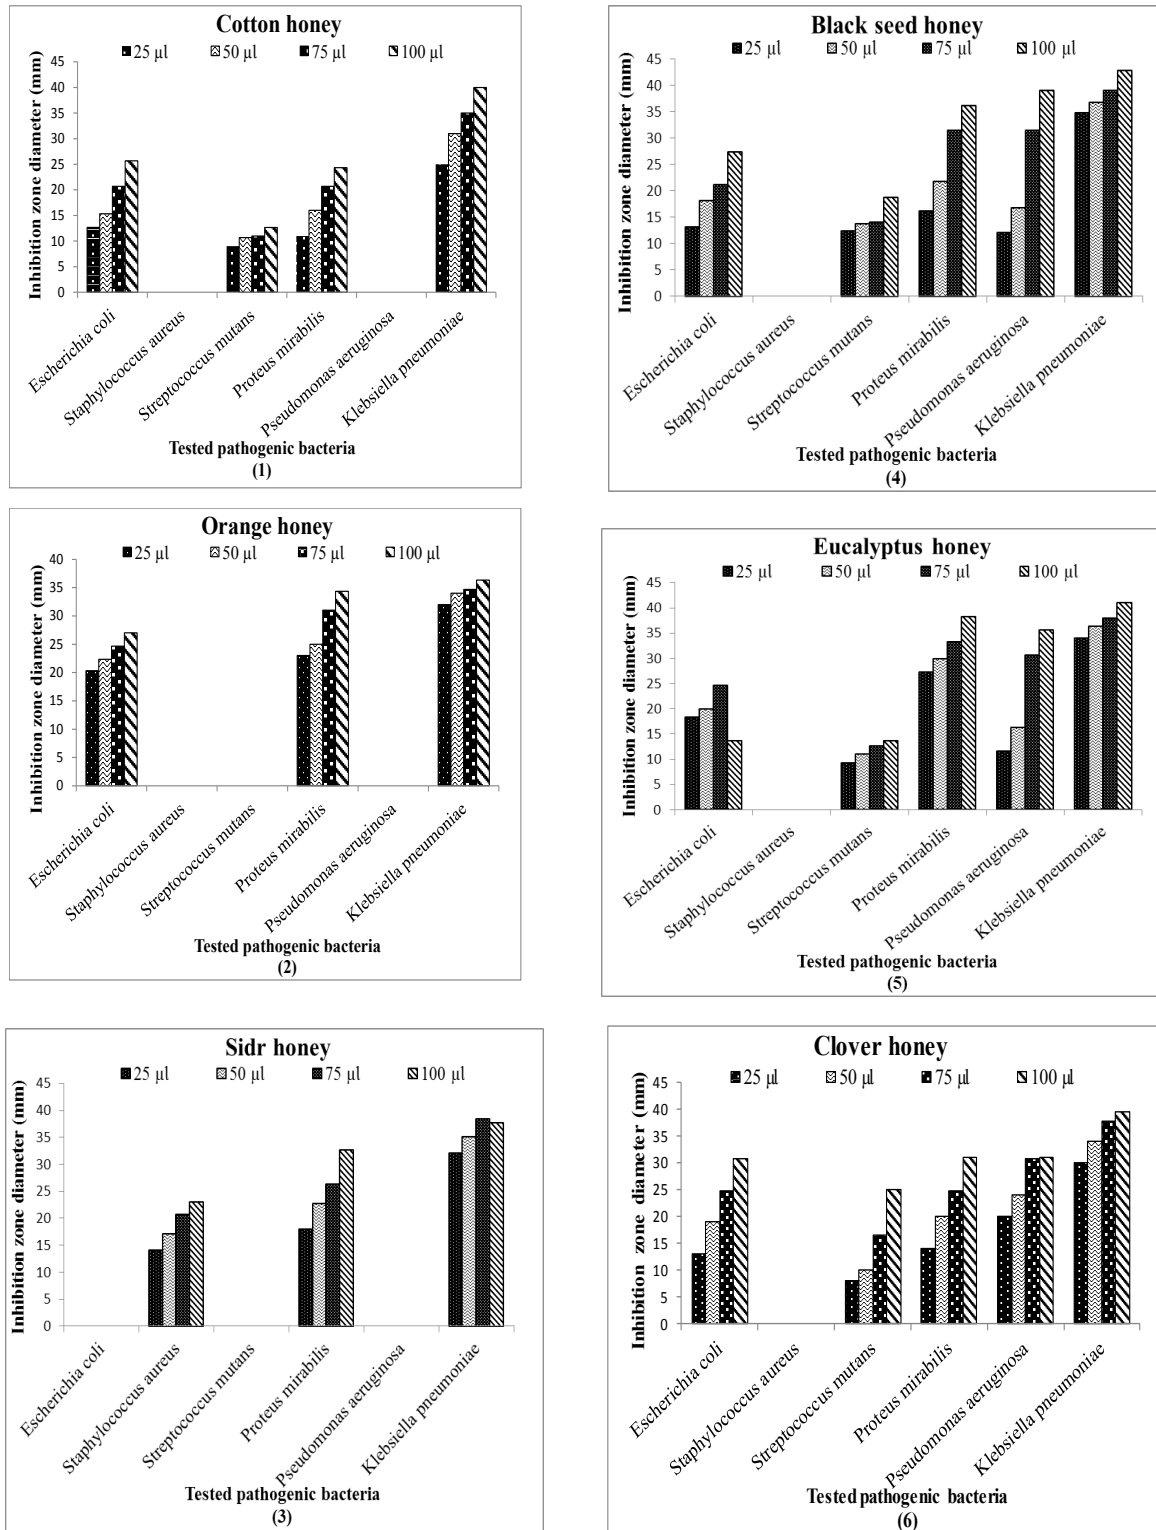 Cotton honey
25 µl 50 µl 75 µl 100 µl
Inhibition zone diameter (mm)
45
40
35
30
25
20
15
10
5
0
Escherichia coli
Staphylococcus aureus
Streptococcus mutans
Proteus mirabilis
Pseudomonas aeruginosa
Klebsiella pneumoniae
Tested pathogenic bacteria
(1)
Orange honey
25 µl 50 µl 75 µl 100 µl
Inhibition zone diameter (mm)
40
35
30
25
20
15
10
5
0
Escherichia coli
Staphylococcus aureus
Streptococcus mutans
Proteus mirabilis
Pseudomonas aeruginosa
Klebsiella pneumoniae
Tested pathogenic bacteria
(2)
Sidr honey
25 µl 50 µl 75 µl 100 µl
Inhibition zone diameter (mm)
45
40
35
30
25
20
15
10
5
0
Escherichia coli
Staphylococcus aureus
Streptococcus mutans
Proteus mirabilis
Pseudomonas aeruginosa
Klebsiella pneumoniae
Tested pathogenic bacteria
(3)
Black seed honey
25 µl 50 µl 75 µl 100 µl
Inhibition zone diameter (mm)
45
40
35
30
25
20
15
10
5
0
Escherichia coli
Staphylococcus aureus
Streptococcus mutans
Proteus mirabilis
Pseudomonas aeruginosa
Klebsiella pneumoniae
Tested pathogenic bacteria
(4)
Eucalyptus honey
25 µl 50 µl 75 µl 100 µl
Inhibition zone diameter (mm)
45
40
35
30
25
20
15
10
5
0
Escherichia coli
Staphylococcus aureus
Streptococcus mutans
Proteus mirabilis
Pseudomonas aeruginosa
Klebsiella pneumoniae
Tested pathogenic bacteria
(5)
Clover honey
25 µl 50 µl 75 µl 100 µl
Inhibition zone diameter (mm)
45
40
35
30
25
20
15
10
5
0
Escherichia coli
Staphylococcus aureus
Streptococcus mutans
Proteus mirabilis
Pseudomonas aeruginosa
Klebsiella pneumoniae
Tested pathogenic bacteria
(6)